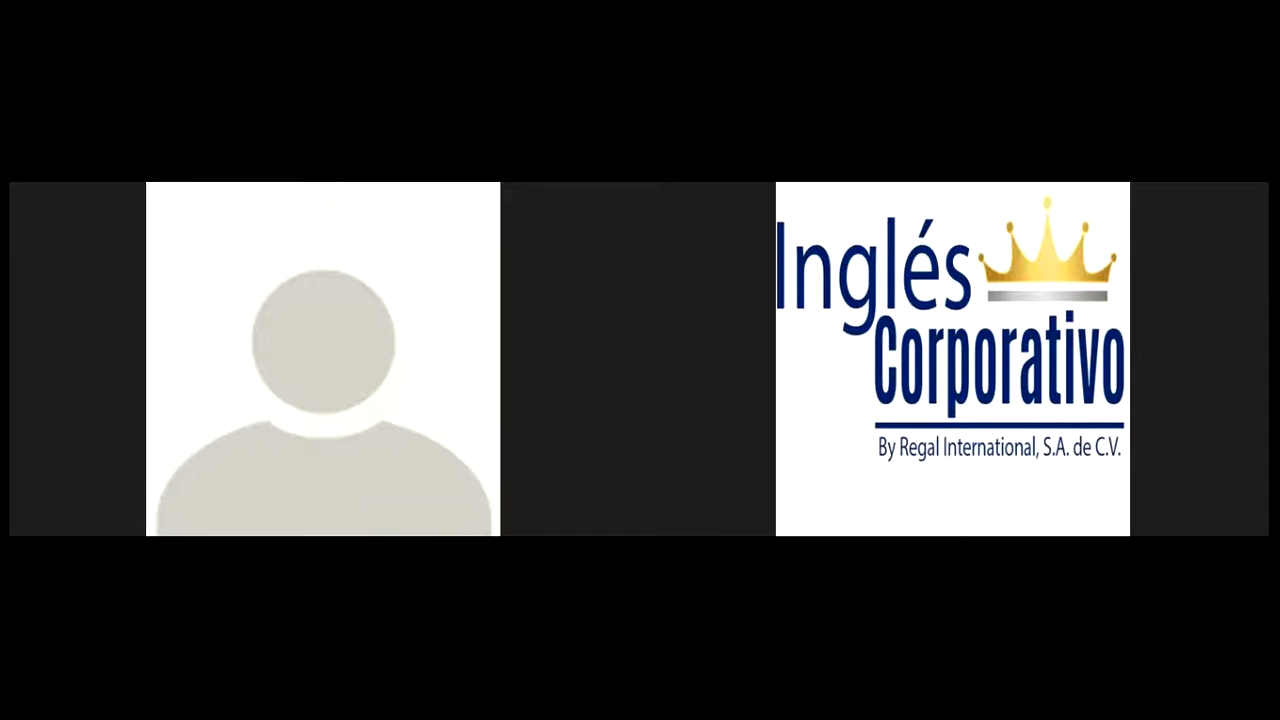 Inglés
Corporativo
By Regal International, S.A. de C.V.